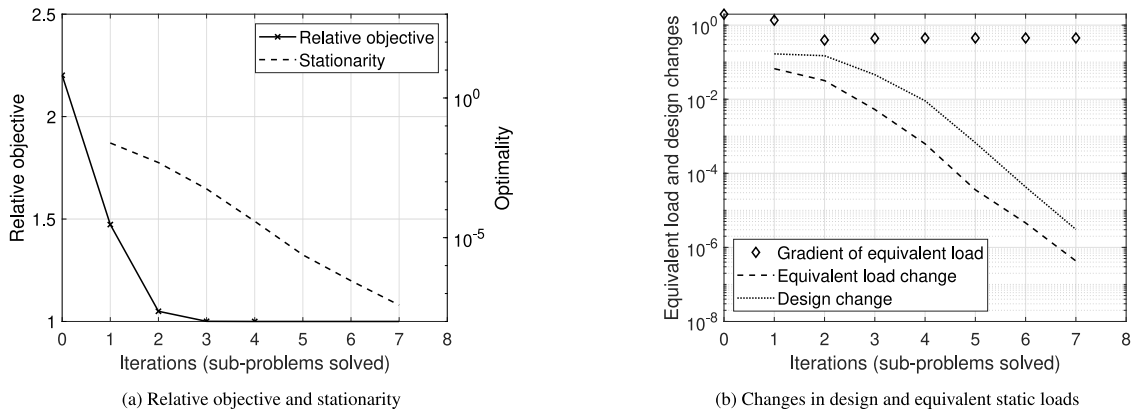 2.5
2
1.5
1
Relative objective
Relative objective
Stationarity
10^0
10^-5
Optimality
0 1 2 3 4 5 6 7 8
Iterations (sub-problems solved)
(a) Relative objective and stationarity
10^0
10^-2
10^-4
10^-6
10^-8
Equivalent load and design changes
Gradient of equivalent load
Equivalent load change
Design change
0 1 2 3 4 5 6 7 8
Iterations (sub-problems solved)
(b) Changes in design and equivalent static loads